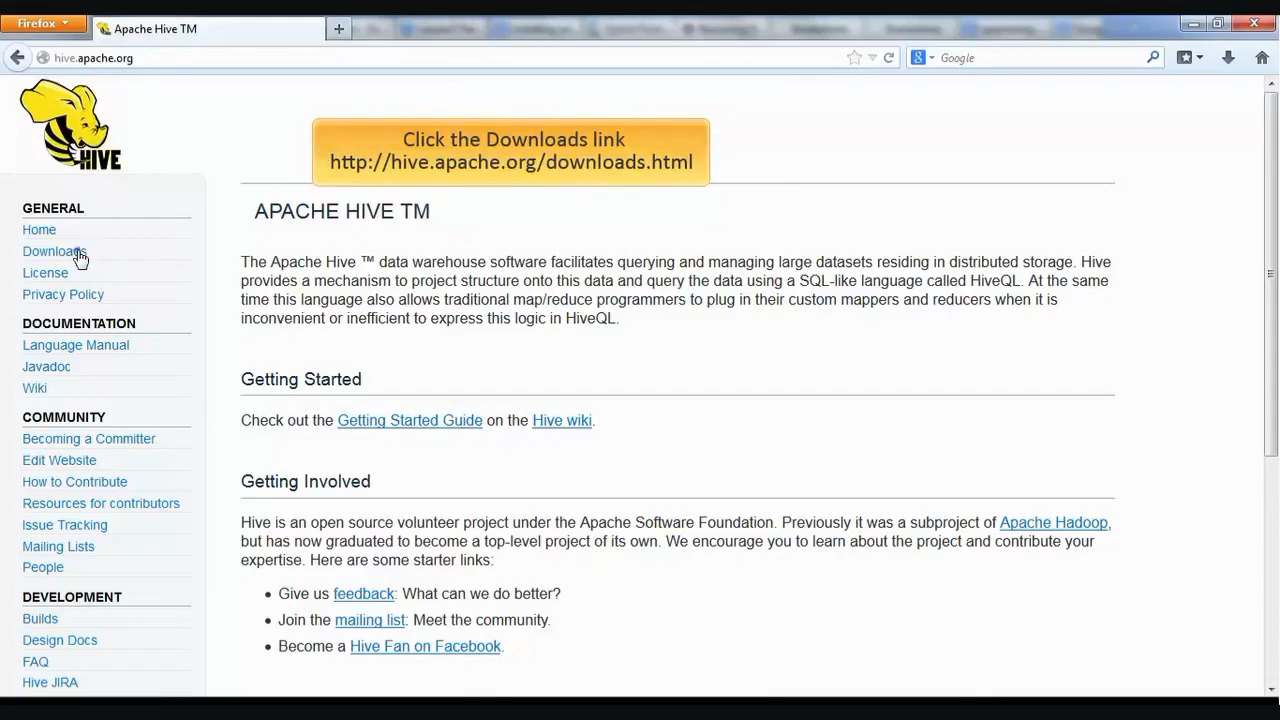 Firefox
Apache Hive TM
hive.apache.org
Google
HIVE
Click the Downloads link
http://hive.apache.org/downloads.html
GENERAL
Home
Downloads
License
Privacy Policy
DOCUMENTATION
Language Manual
Javadoc
Wiki
COMMUNITY
Becoming a Committer
Edit Website
How to Contribute
Resources for contributors
Issue Tracking
Mailing Lists
People
DEVELOPMENT
Builds
Design Docs
FAQ
Hive JIRA
APACHE HIVE TM
The Apache Hive ™ data warehouse software facilitates querying and managing large datasets residing in distributed storage. Hive
provides a mechanism to project structure onto this data and query the data using a SQL-like language called HiveQL. At the same
time this language also allows traditional map/reduce programmers to plug in their custom mappers and reducers when it is
inconvenient or inefficient to express this logic in HiveQL.
Getting Started
Check out the Getting Started Guide on the Hive wiki.
Getting Involved
Hive is an open source volunteer project under the Apache Software Foundation. Previously it was a subproject of Apache Hadoop,
but has now graduated to become a top-level project of its own. We encourage you to learn about the project and contribute your
expertise. Here are some starter links:
• Give us feedback: What can we do better?
• Join the mailing list: Meet the community.
• Become a Hive Fan on Facebook.